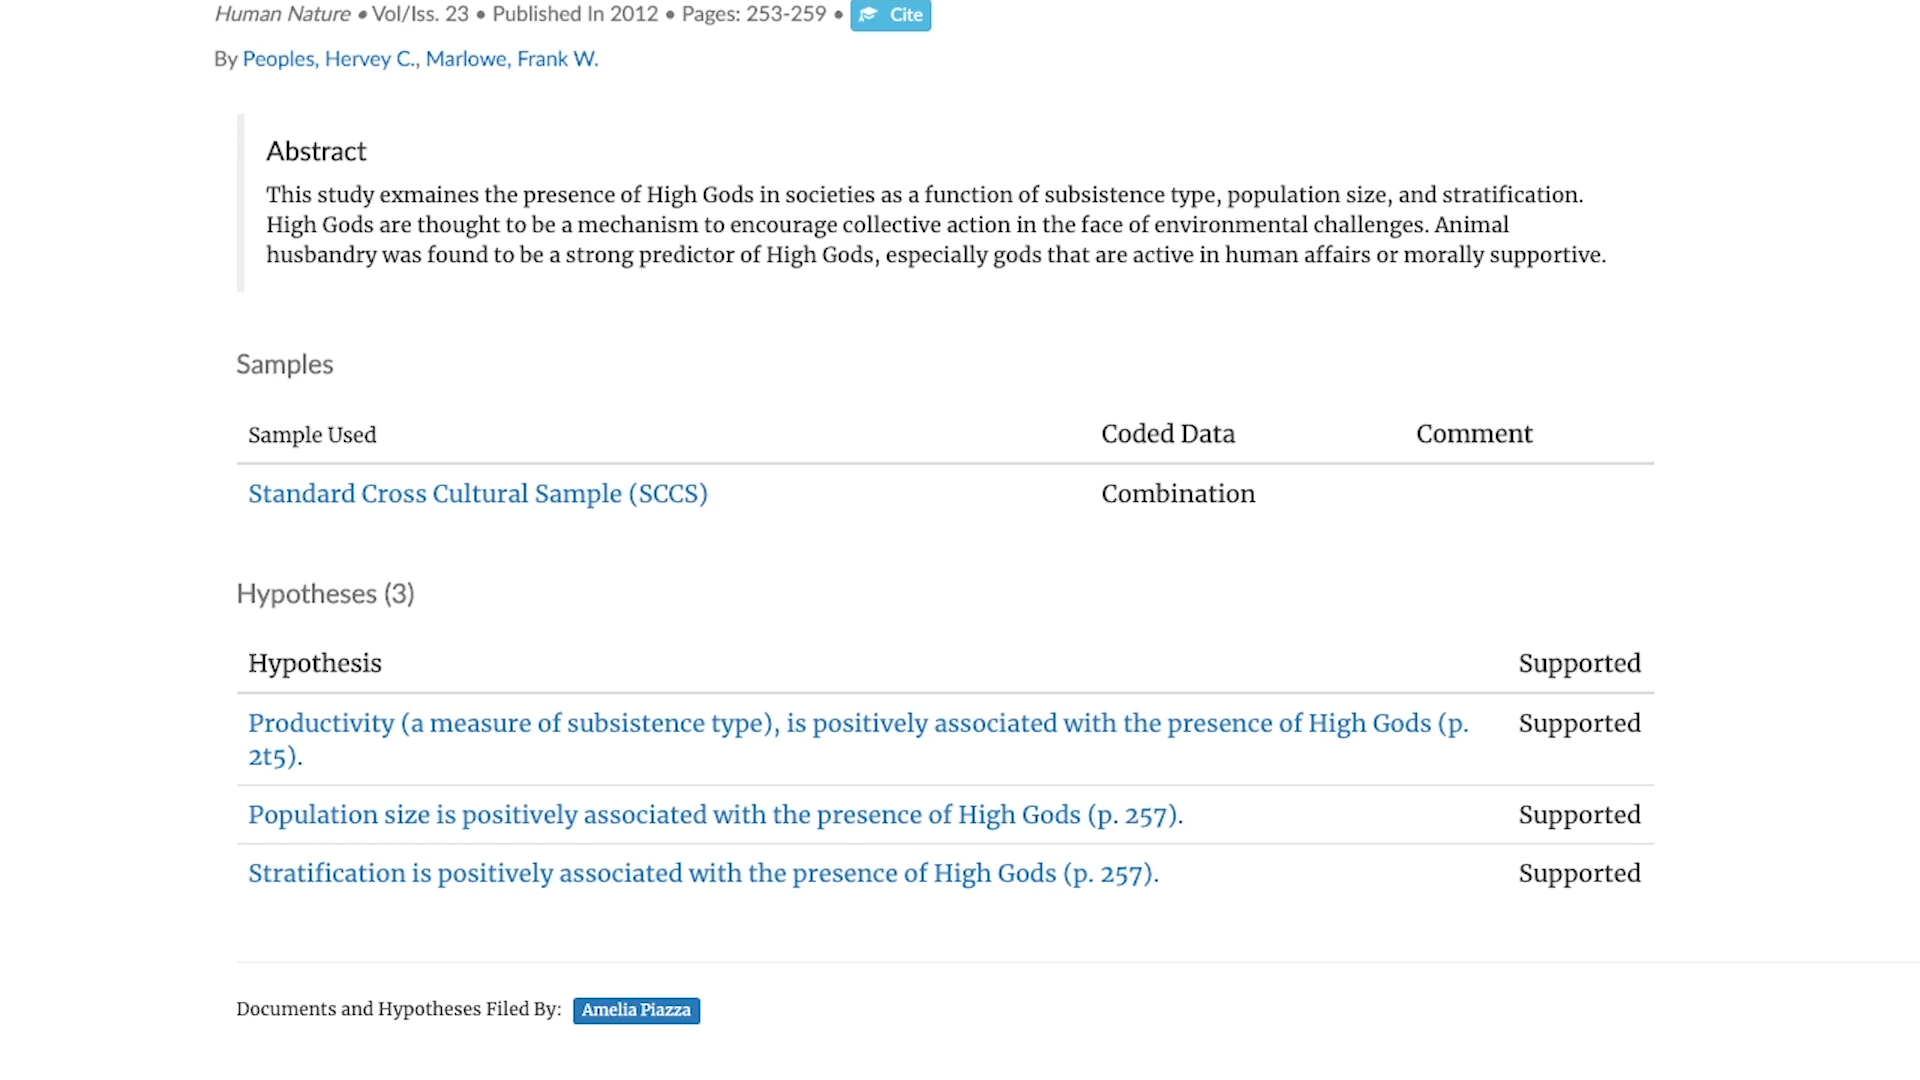 Human Nature • Vol/Iss. 23 • Published In 2012 • Pages: 253-259 • Cite
By Peoples, Hervey C., Marlowe, Frank W.
Abstract
This study exmaines the presence of High Gods in societies as a function of subsistence type, population size, and stratification.
High Gods are thought to be a mechanism to encourage collective action in the face of environmental challenges. Animal
husbandry was found to be a strong predictor of High Gods, especially gods that are active in human affairs or morally supportive.
Samples
Sample Used Coded Data Comment
Standard Cross Cultural Sample (SCCS) Combination
Hypotheses (3)
Hypothesis Supported
Productivity (a measure of subsistence type), is positively associated with the presence of High Gods (p. Supported
2t5).
Population size is positively associated with the presence of High Gods (p. 257). Supported
Stratification is positively associated with the presence of High Gods (p. 257). Supported
Documents and Hypotheses Filed By: Amelia Piazza